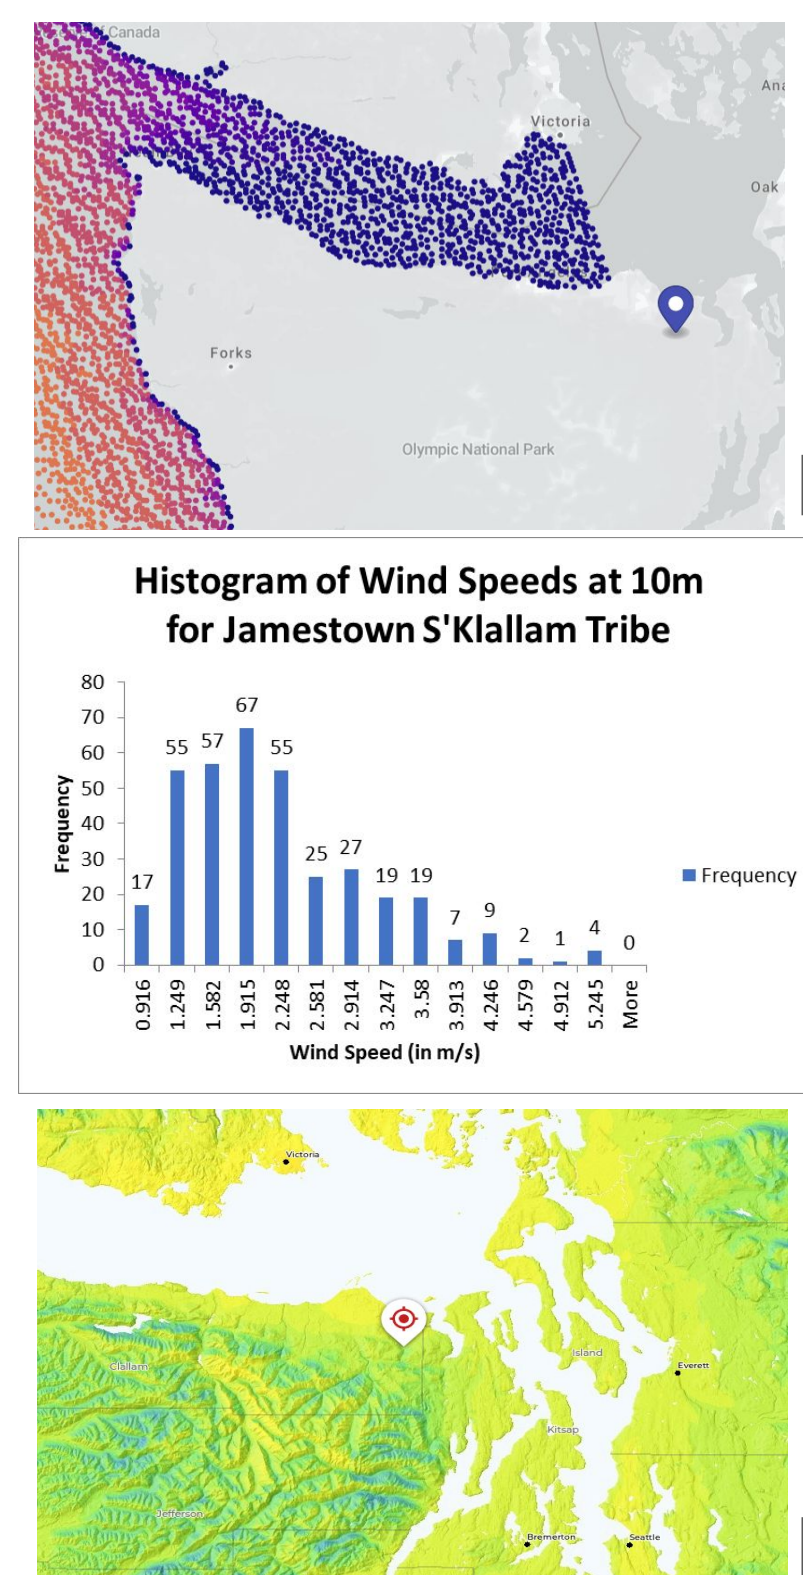 of Canada
Ana
Victoria
Oak
Forks
Olympic National Park
Histogram of Wind Speeds at 10m
for Jamestown S'Klallam Tribe
80
70
60
50
40
30
20
10
0
Frequency
17
55
57
67
55
25
27
19
19
7
9
2
1
4
0
0.916
1.249
1.582
1.915
2.248
2.581
2.914
3.247
3.58
3.913
4.246
4.579
4.912
5.245
More
Wind Speed (in m/s)
Frequency
Victoria
Island
Clallam
Everett
Kitsap
Jefferson
Bremerton
Seattle